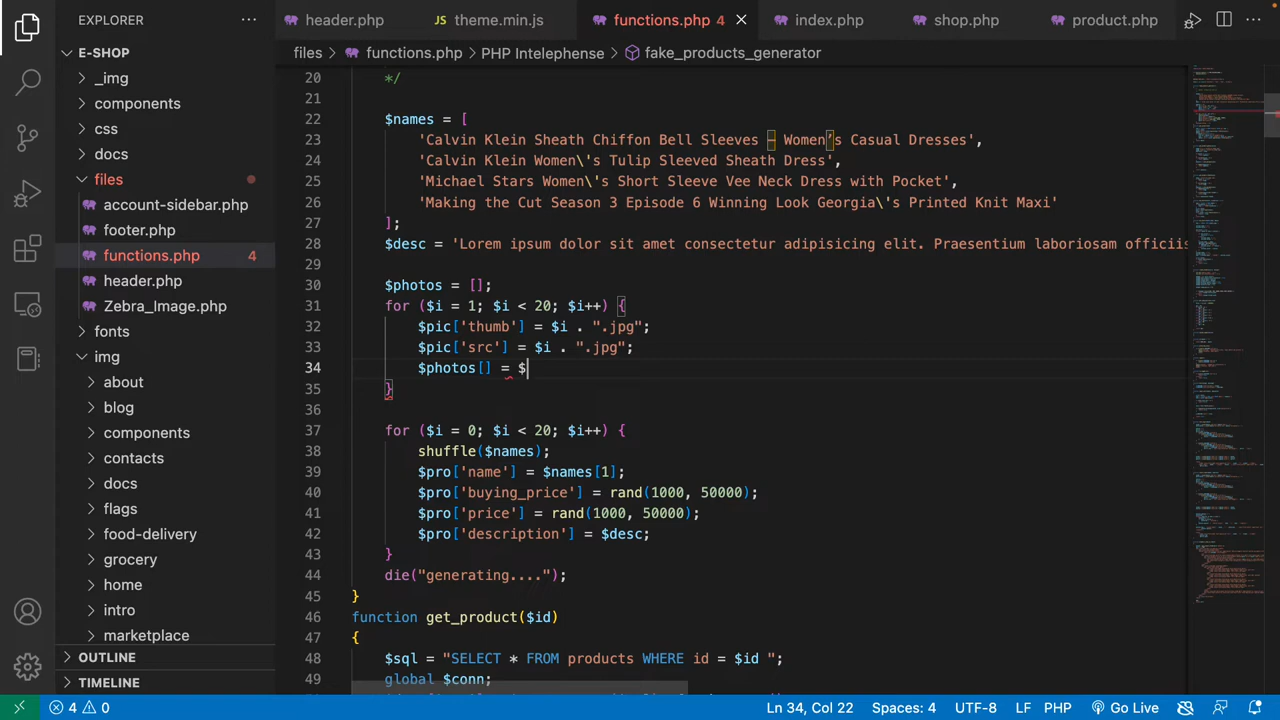 EXPLORER
header.php
theme.min.js
functions.php 4
index.php
shop.php
product.php
E-SHOP
files
functions.php
PHP Intelephense
fake_products_generator
_img
components
css
docs
files
account-sidebar.php
footer.php
functions.php 4
header.php
Zebra_Image.php
fonts
img
about
blog
components
contacts
docs
flags
food-delivery
grocery
home
intro
marketplace
OUTLINE
TIMELINE
20 */
21
22 $names = [
23 'Calvin Klein Sheath Chiffon Bell Sleeves – Women's Casual Dresses',
24 'Calvin Klein Women\'s Tulip Sleeved Sheath Dress',
25 'Michael Kors Women\'s Short Sleeve Vee Neck Dress with Pocket',
26 'Making the Cut Season 3 Episode 6 Winning Look Georgia\'s Printed Knit Maxi'
27 ];
28 $desc = 'Lorem ipsum dolor sit amet consectetur adipisicing elit. Praesentium laboriosam officiis
29
30 $photos = [];
31 for ($i = 1; $i < 20; $i++) {
32 $pic['thumb'] = $i . ".jpg";
33 $pic['src'] = $i . ".jpg";
34 $photos[] = $
35 }
36
37 for ($i = 0; $i < 20; $i++) {
38 shuffle($names);
39 $pro['name'] = $names[1];
40 $pro['buying_price'] = rand(1000, 50000);
41 $pro['price'] = rand(1000, 50000);
42 $pro['description'] = $desc;
43 }
44 die("generating....");
45 }
46 function get_product($id)
47 {
48 $sql = "SELECT * FROM products WHERE id = $id ";
49 global $conn;
4 0
Ln 34, Col 22
Spaces: 4
UTF-8
LF
PHP
Go Live